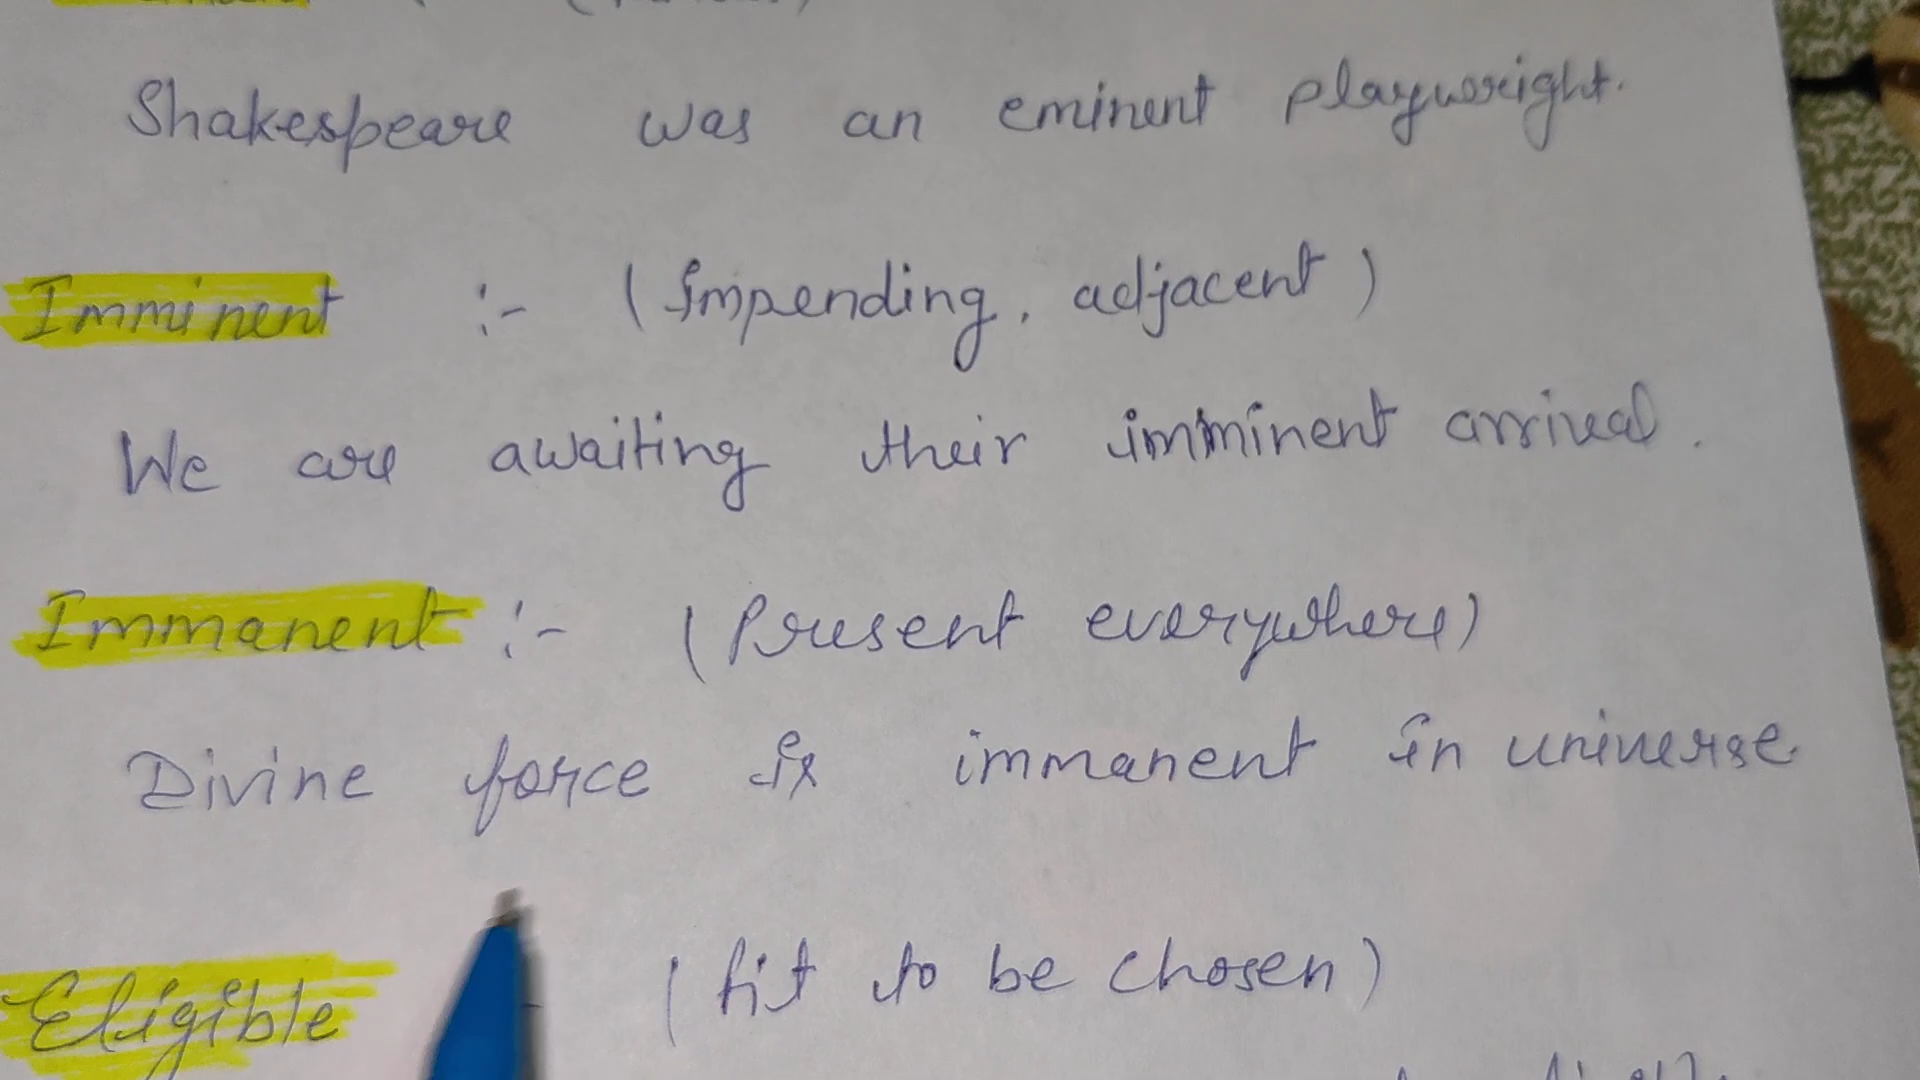 Shakespeare was an eminent playwright.
Imminent :- (Impending, adjacent)
We are awaiting their imminent arrival.
Immanent :- (Present everywhere)
Divine force is immanent in universe.
Eligible - (fit to be chosen)